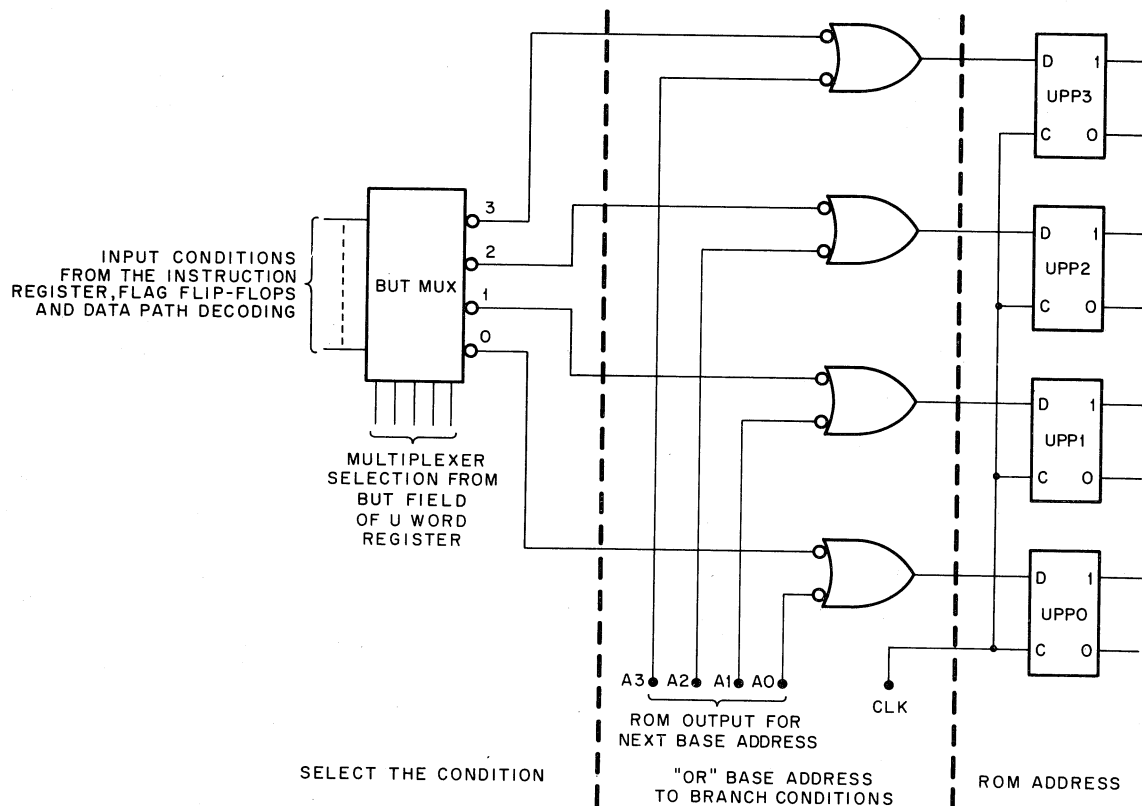 D 1
UPP3
C 0
3
D 1
UPP2
C 0
2
INPUT CONDITIONS
FROM THE INSTRUCTION
REGISTER, FLAG FLIP-FLOPS
AND DATA PATH DECODING
BUT MUX
1
0
D 1
UPP1
C 0
MULTIPLEXER
SELECTION FROM
BUT FIELD
OF U WORD
REGISTER
D 1
UPP0
C 0
A3 A2 A1 A0
CLK
ROM OUTPUT FOR
NEXT BASE ADDRESS
SELECT THE CONDITION
"OR" BASE ADDRESS
TO BRANCH CONDITIONS
ROM ADDRESS